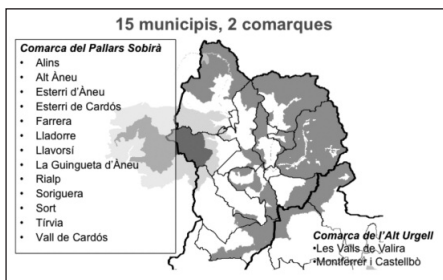 15 municipis, 2 comarques
Comarca del Pallars Sobirà
• Alins
• Alt Àneu
• Esterri d'Àneu
• Esterri de Cardós
• Farrera
• Lladorre
• Llavorsí
• La Guingueta d'Àneu
• Rialp
• Soriguera
• Sort
• Tírvia
• Vall de Cardós
Comarca de l'Alt Urgell
•Les Valls de Valira
•Montferrer i Castellbò